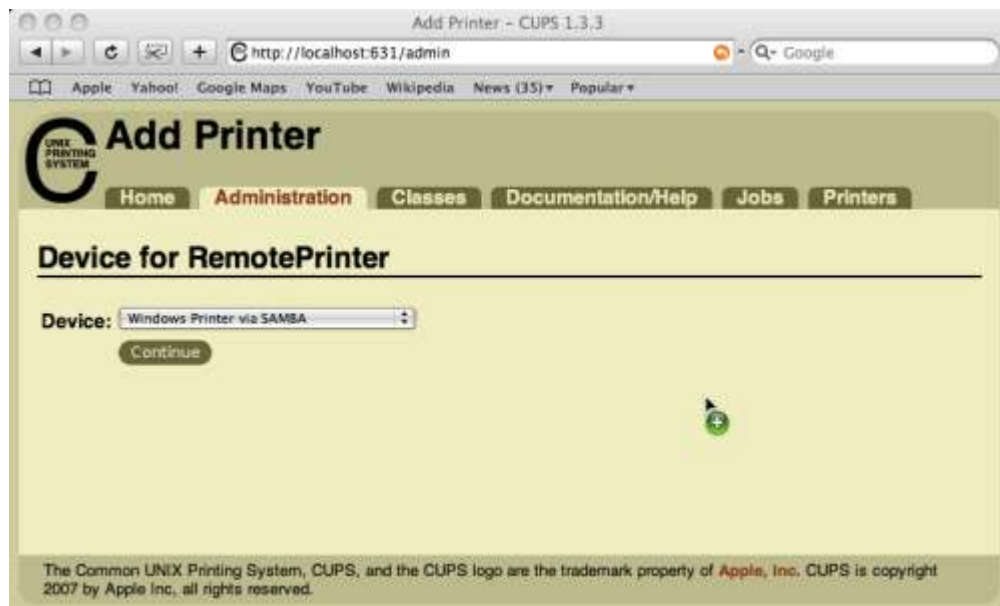 Add Printer - CUPS 1.3.3
http://localhost:631/admin
Google
Apple Yahoo! Google Maps YouTube Wikipedia News (35) Popular
UNIX
PRINTING
SYSTEM
Add Printer
Home Administration Classes Documentation/Help Jobs Printers
Device for RemotePrinter
Device: Windows Printer via SAMBA
Continue
The Common UNIX Printing System, CUPS, and the CUPS logo are the trademark property of Apple, Inc. CUPS is copyright
2007 by Apple Inc, all rights reserved.